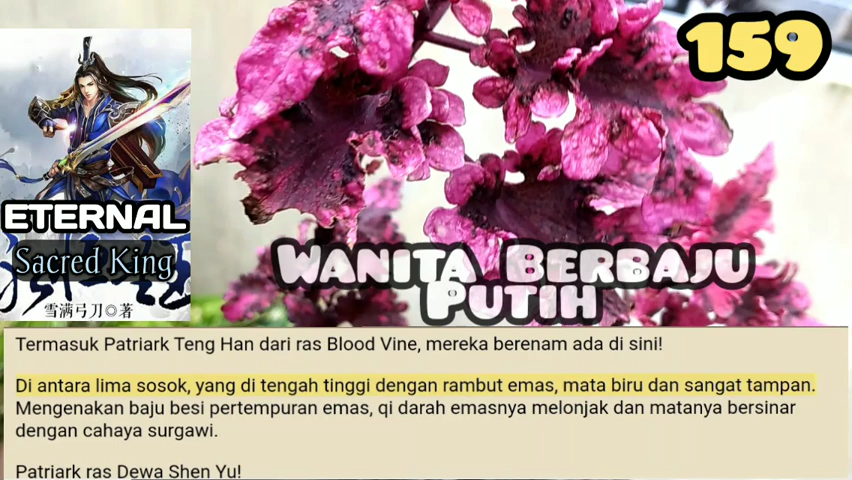 159
ETERNAL
Sacred King
雪满弓刀◎著
WANITA BERBAJU
PUTIH
Termasuk Patriark Teng Han dari ras Blood Vine, mereka berenam ada di sini!
Di antara lima sosok, yang di tengah tinggi dengan rambut emas, mata biru dan sangat tampan.
Mengenakan baju besi pertempuran emas, qi darah emasnya melonjak dan matanya bersinar
dengan cahaya surgawi.
Patriark ras Dewa Shen Yu!